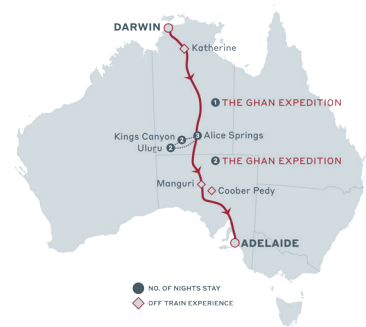 DARWIN
Katherine
1 THE GHAN EXPEDITION
Kings Canyon 2 3 Alice Springs
Uluru 2
2 THE GHAN EXPEDITION
Manguri
Coober Pedy
ADELAIDE
NO. OF NIGHTS STAY
OFF TRAIN EXPERIENCE